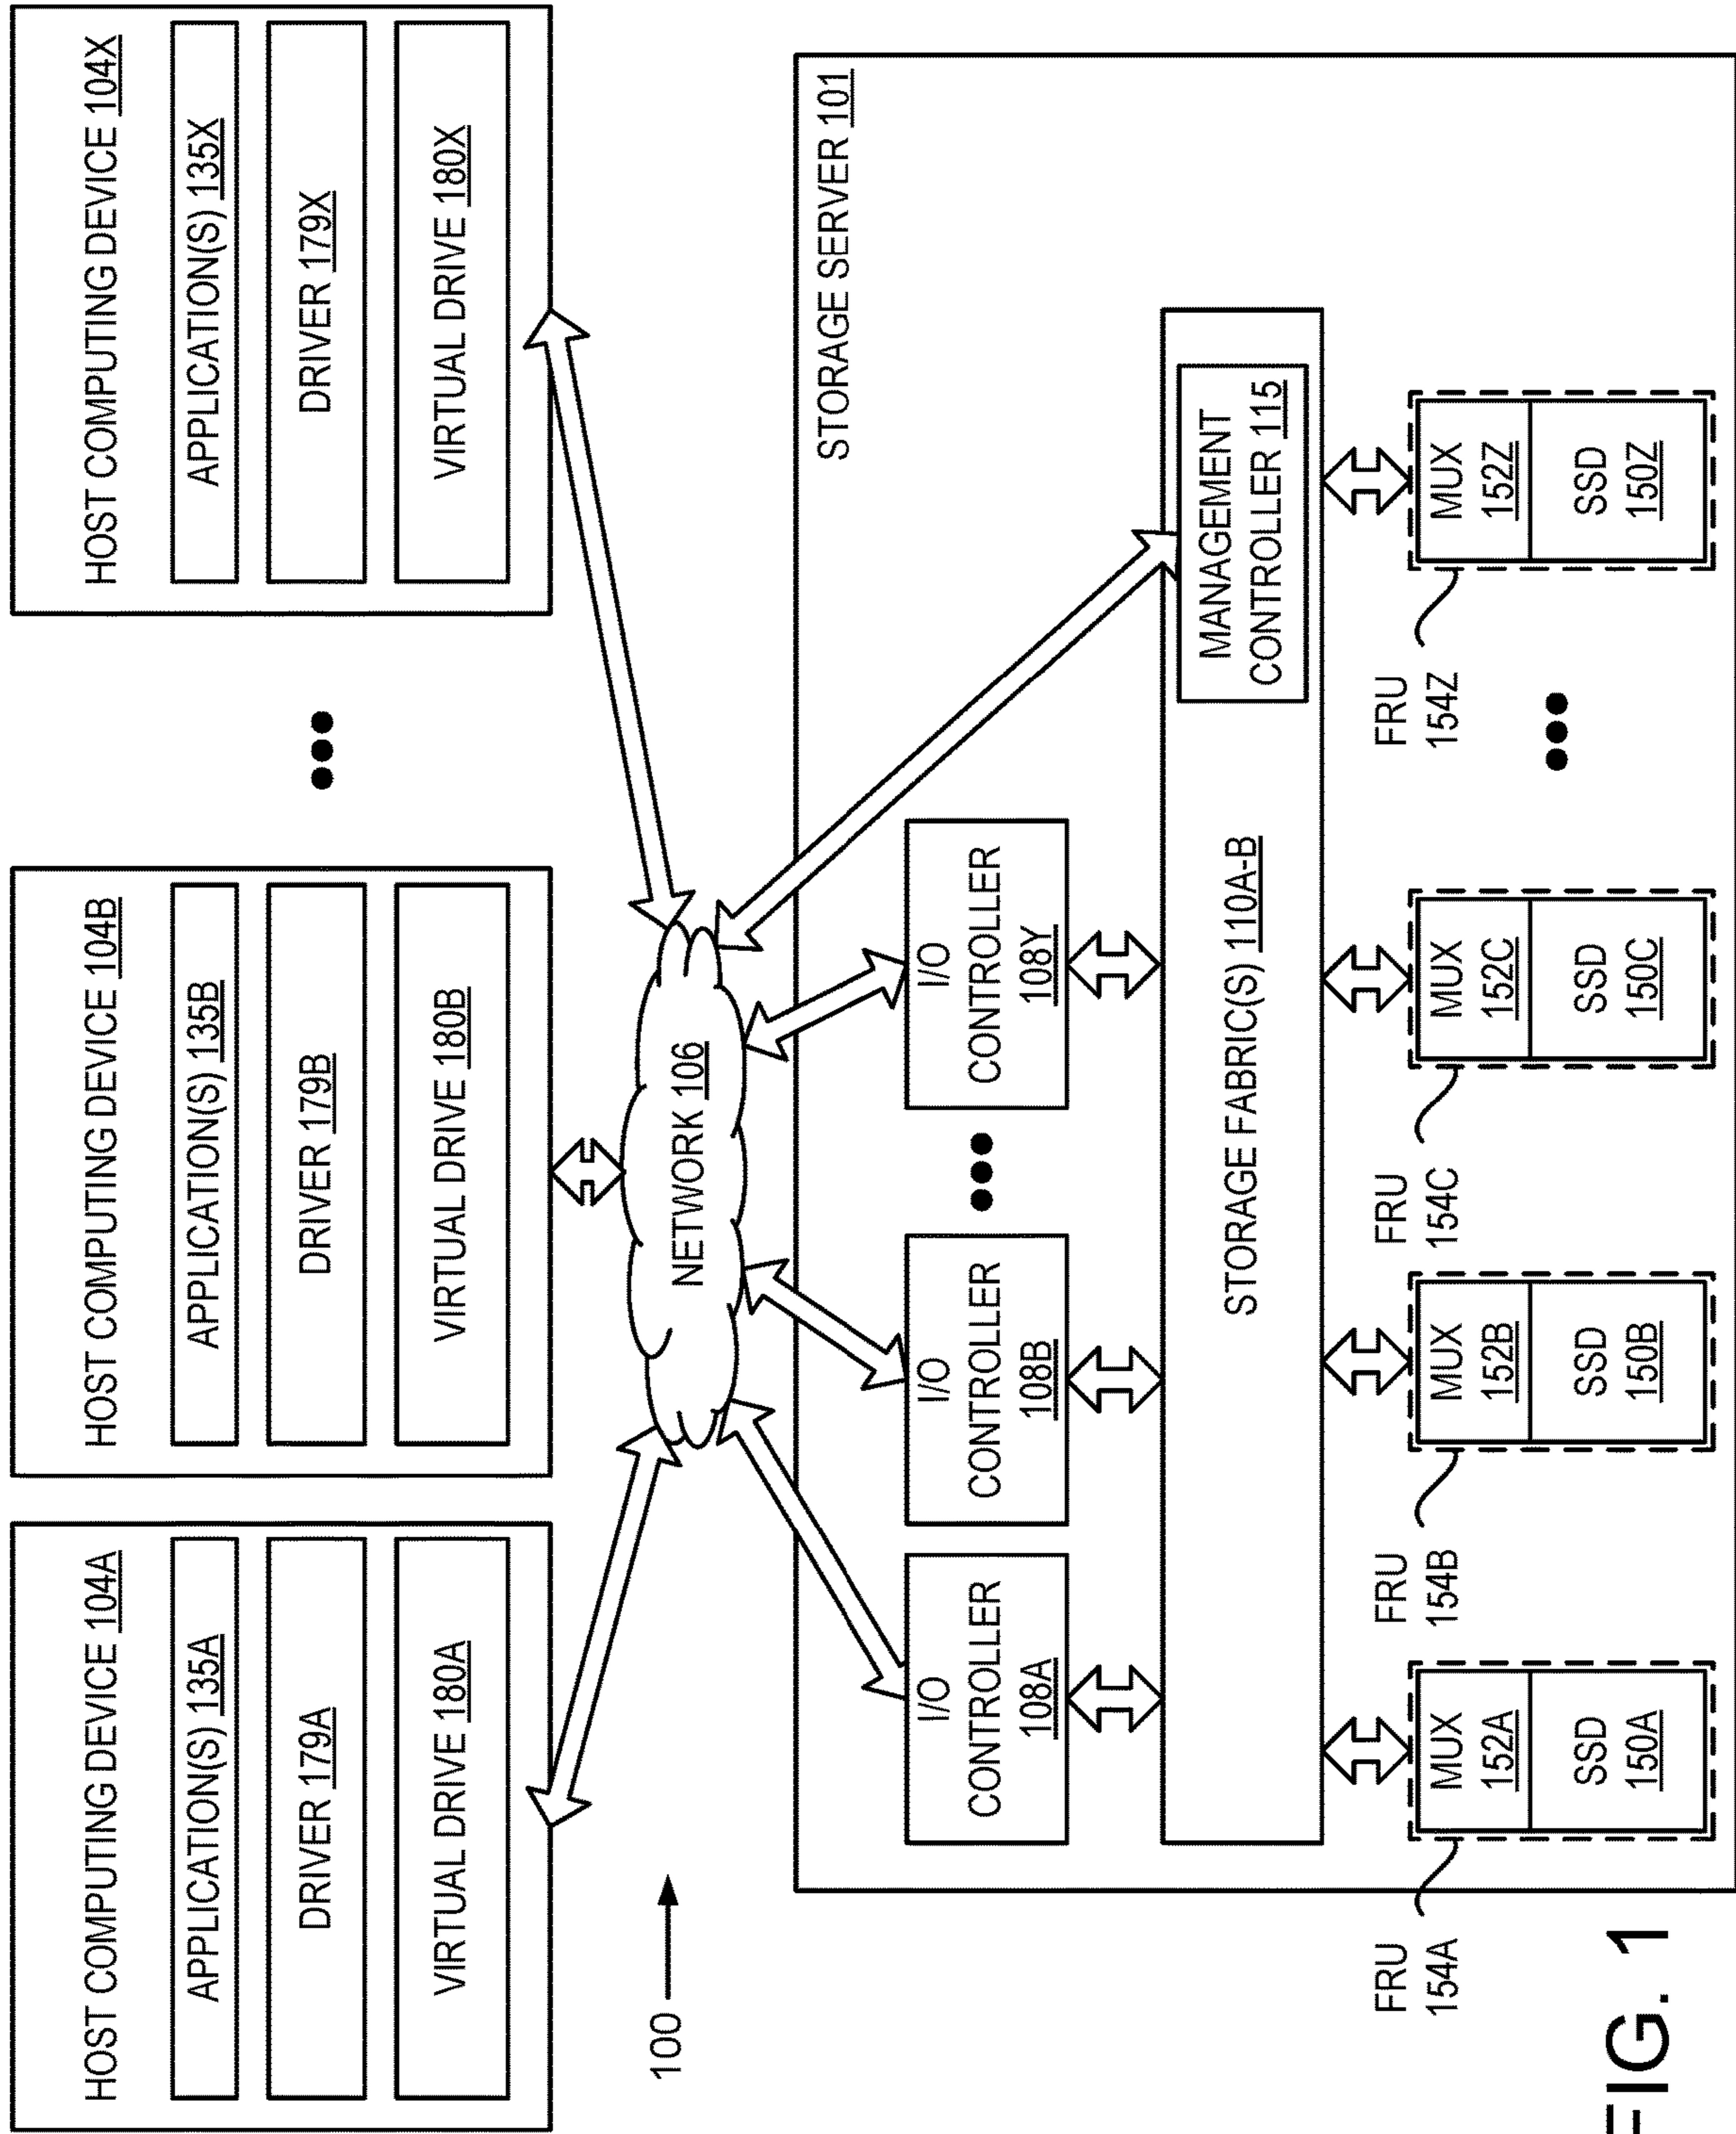 HOST COMPUTING DEVICE 104A
APPLICATION(S) 135A
DRIVER 179A
VIRTUAL DRIVE 180A
HOST COMPUTING DEVICE 104B
APPLICATION(S) 135B
DRIVER 179B
VIRTUAL DRIVE 180B
HOST COMPUTING DEVICE 104X
APPLICATION(S) 135X
DRIVER 179X
VIRTUAL DRIVE 180X
100
NETWORK 106
STORAGE SERVER 101
I/O
CONTROLLER
108A
I/O
CONTROLLER
108B
I/O
CONTROLLER
108Y
STORAGE FABRIC(S) 110A-B
MANAGEMENT
CONTROLLER 115
FRU
154A
MUX
152A
SSD
150A
FRU
154B
MUX
152B
SSD
150B
FRU
154C
MUX
152C
SSD
150C
FRU
154Z
MUX
152Z
SSD
150Z
FIG. 1